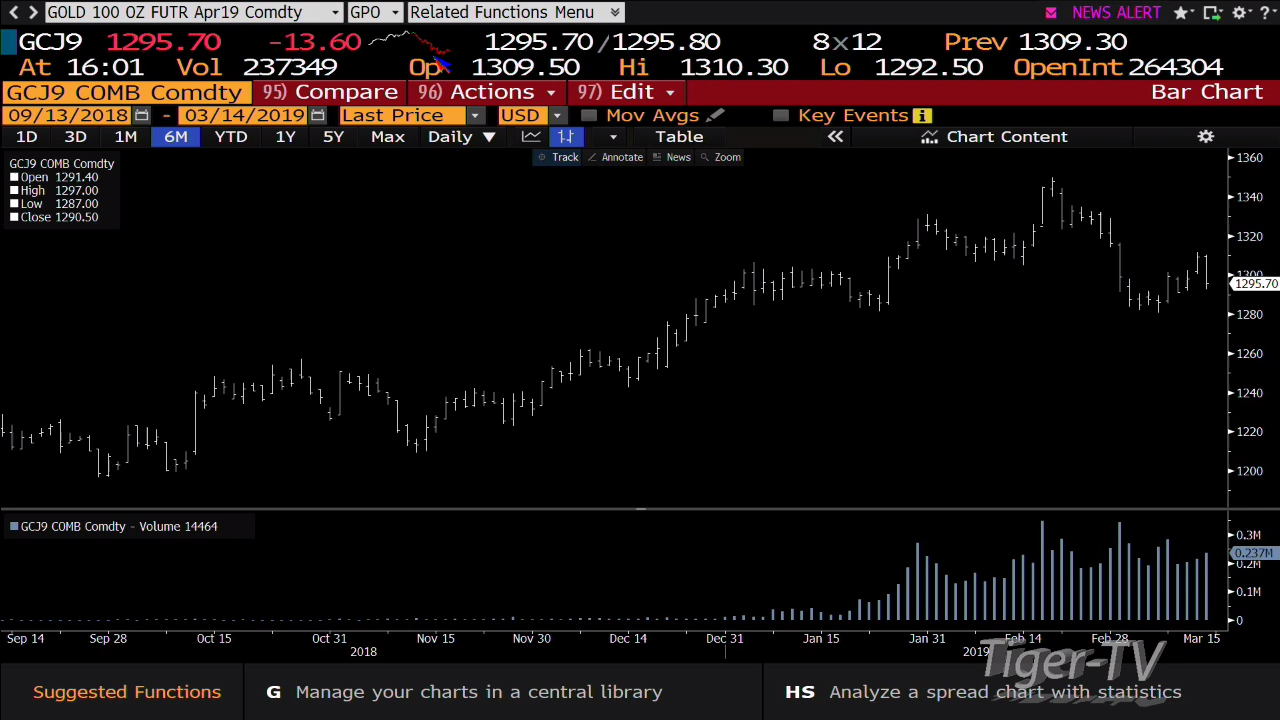 GOLD 100 OZ FUTR Apr19 Comdty GPO Related Functions Menu NEWS ALERT ?
GCJ9 1295.70 -13.60 1295.70/1295.80 8x12 Prev 1309.30
At 16:01 Vol 237349 Op 1309.50 Hi 1310.30 Lo 1292.50 OpenInt 264304
GCJ9 COMB Comdty 95) Compare 96) Actions 97) Edit Bar Chart
09/13/2018 - 03/14/2019 Last Price USD Mov Avgs Key Events i
1D 3D 1M 6M YTD 1Y 5Y Max Daily Table Chart Content
Track Annotate News Zoom
GCJ9 COMB Comdty
Open 1291.40
High 1297.00
Low 1287.00
Close 1290.50
1360
1340
1320
1300
1295.70
1280
1260
1240
1220
1200
GCJ9 COMB Comdty - Volume 14464
0.3M
0.237M
0.2M
0.1M
0
Sep 14 Sep 28 Oct 15 Oct 31 Nov 15 Nov 30 Dec 14 Dec 31 Jan 15 Jan 31 Feb 14 Feb 28 Mar 15
2018 2019
Tiger-TV
Suggested Functions G Manage your charts in a central library HS Analyze a spread chart with statistics